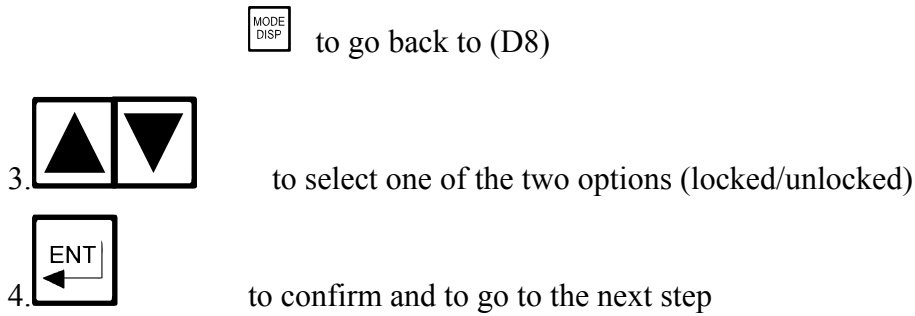 MODE
DISP to go back to (D8)
3. to select one of the two options (locked/unlocked)
ENT
4. to confirm and to go to the next step